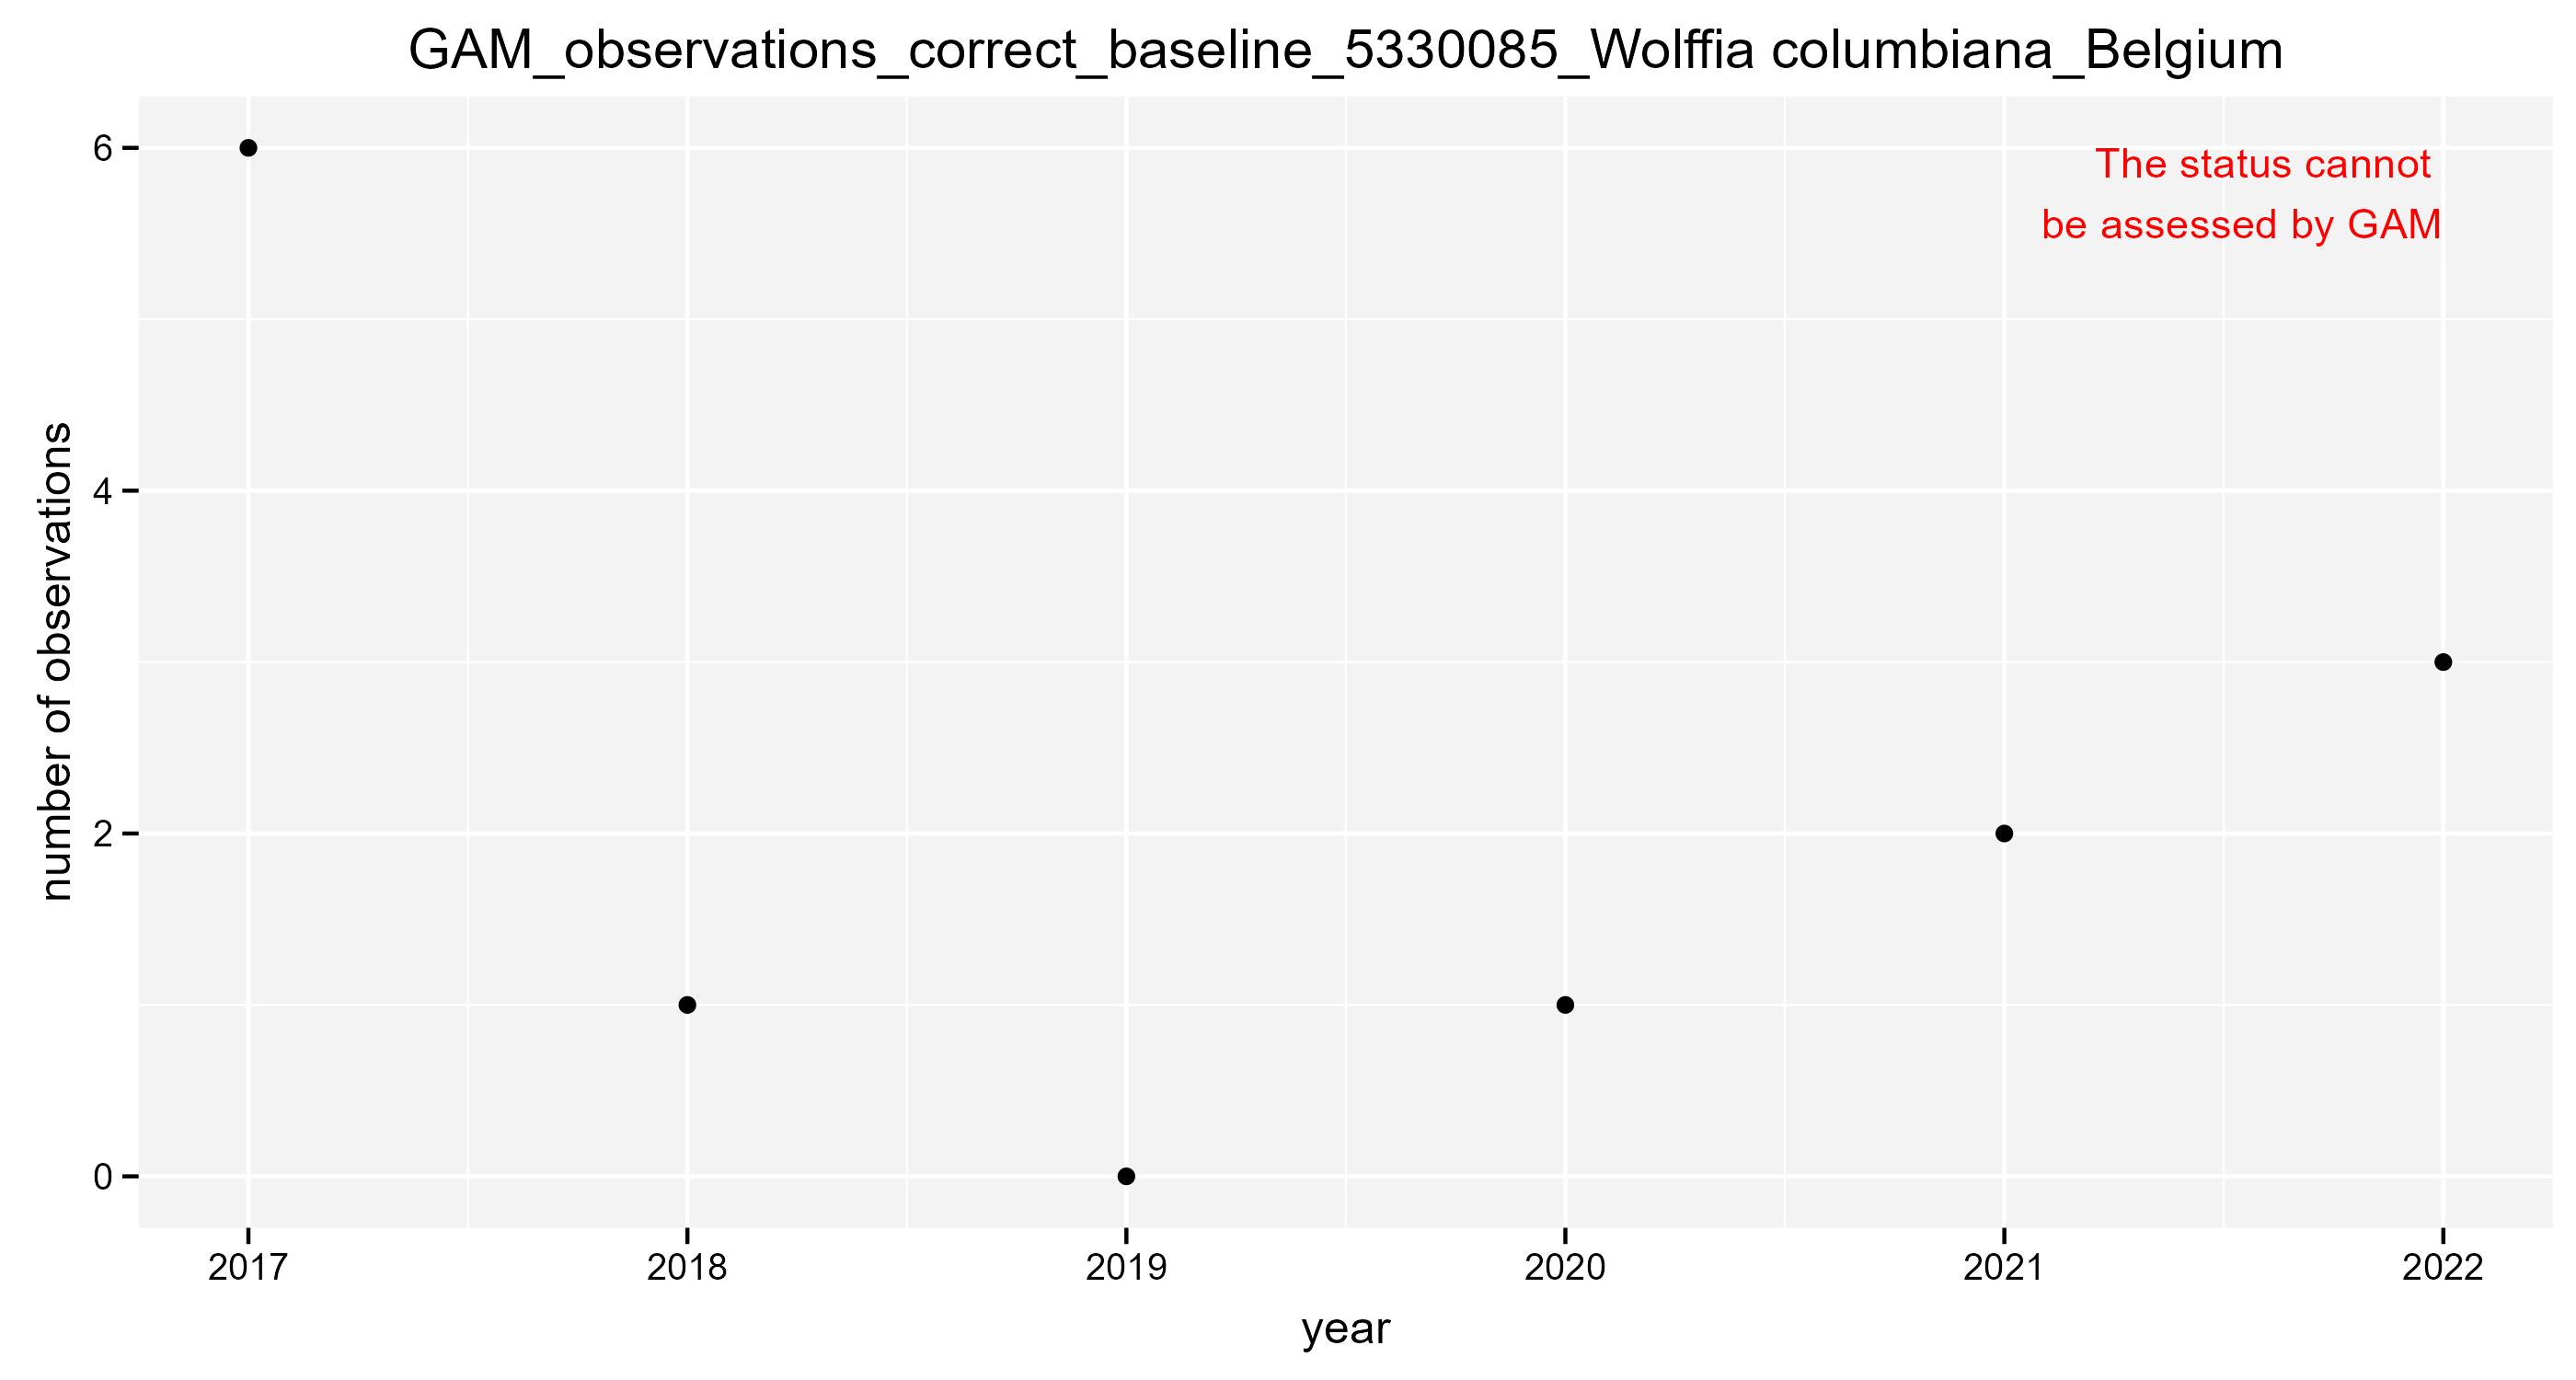 GAM_observations_correct_baseline_5330085_Wolffia columbiana_Belgium
The status cannot
be assessed by GAM
number of observations
6
4
2
0
2017 2018 2019 2020 2021 2022
year